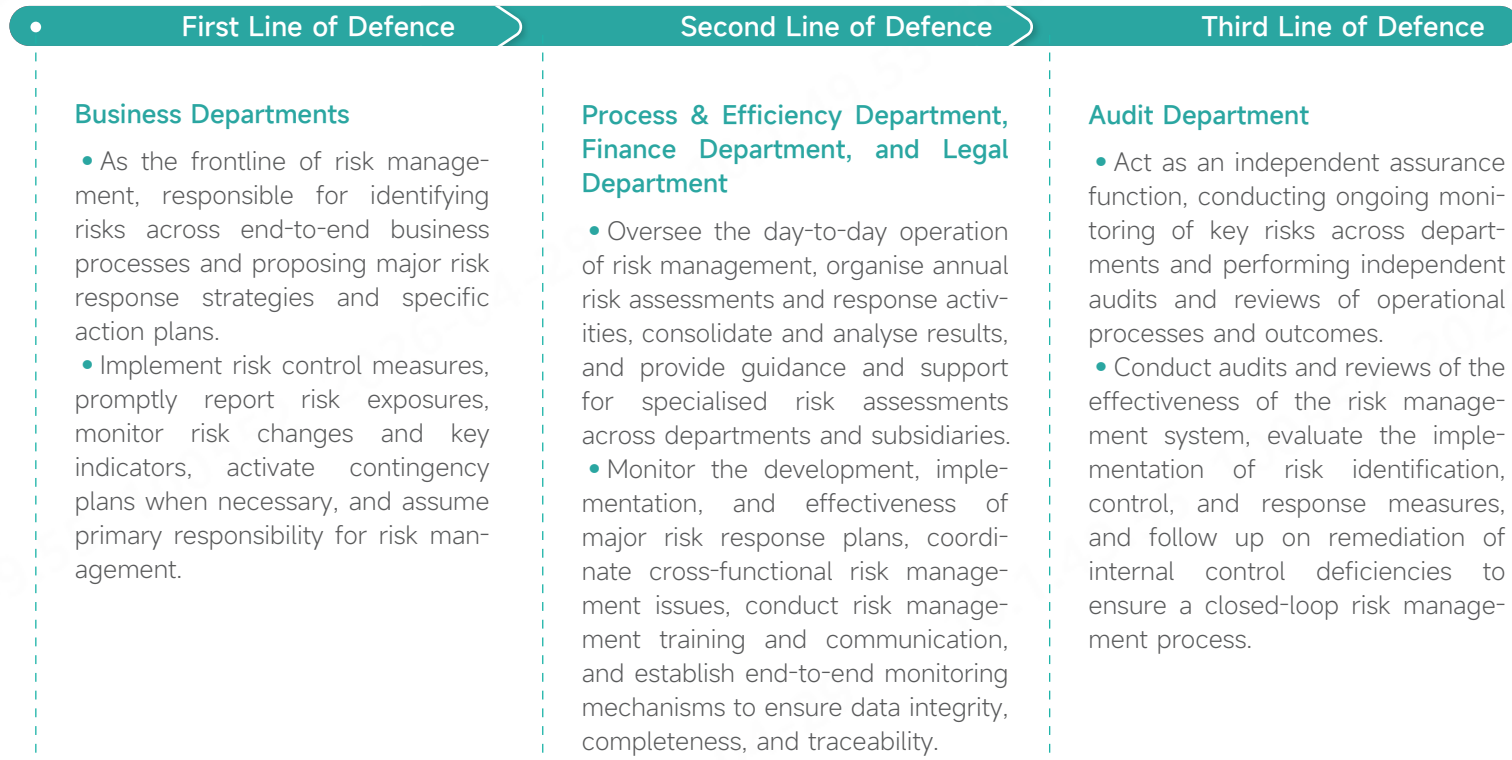 First Line of Defence
Second Line of Defence
Third Line of Defence
Business Departments
• As the frontline of risk manage-
ment, responsible for identifying
risks across end-to-end business
processes and proposing major risk
response strategies and specific
action plans.
• Implement risk control measures,
promptly report risk exposures,
monitor risk changes and key
indicators, activate contingency
plans when necessary, and assume
primary responsibility for risk man-
agement.
Process & Efficiency Department,
Finance Department, and Legal
Department
• Oversee the day-to-day operation
of risk management, organise annual
risk assessments and response activ-
ities, consolidate and analyse results,
and provide guidance and support
for specialised risk assessments
across departments and subsidiaries.
• Monitor the development, imple-
mentation, and effectiveness of
major risk response plans, coordi-
nate cross-functional risk manage-
ment issues, conduct risk manage-
ment training and communication,
and establish end-to-end monitoring
mechanisms to ensure data integrity,
completeness, and traceability.
Audit Department
• Act as an independent assurance
function, conducting ongoing moni-
toring of key risks across depart-
ments and performing independent
audits and reviews of operational
processes and outcomes.
• Conduct audits and reviews of the
effectiveness of the risk manage-
ment system, evaluate the imple-
mentation of risk identification,
control, and response measures,
and follow up on remediation of
internal control deficiencies to
ensure a closed-loop risk manage-
ment process.